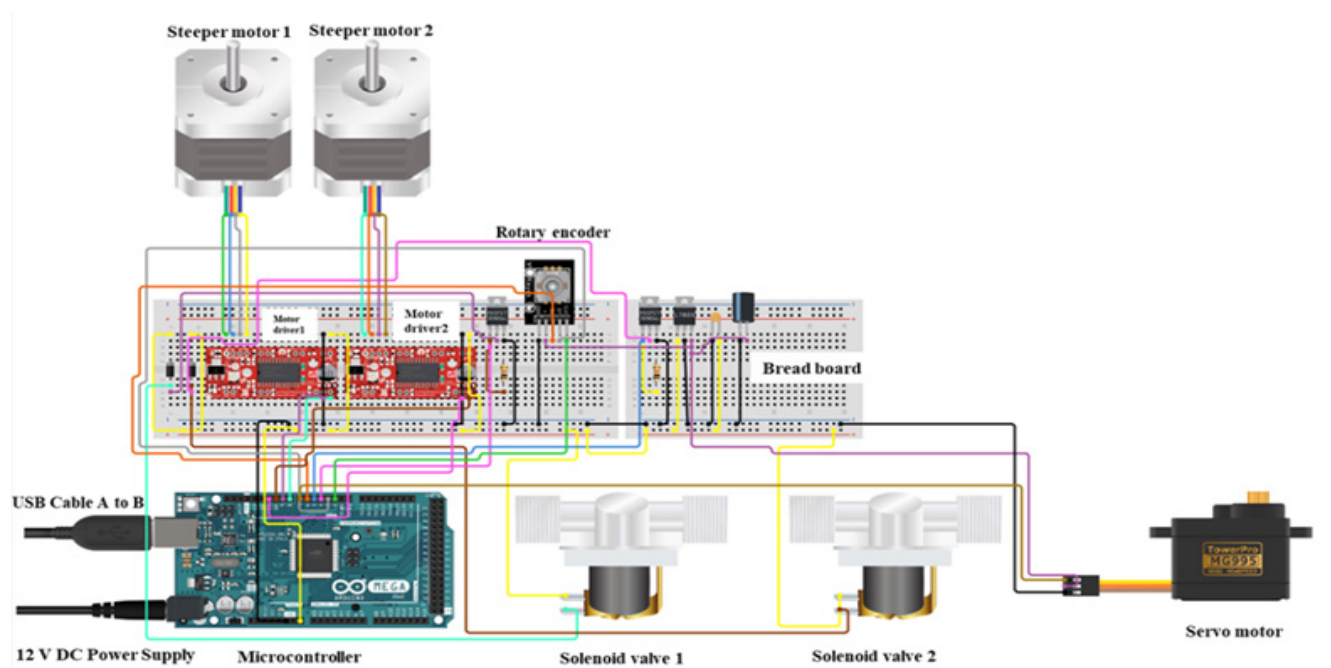 Steeper motor 1
Steeper motor 2
Rotary encoder
Motor
driver1
Motor
driver2
Bread board
USB Cable A to B
12 V DC Power Supply
Microcontroller
ARDUINO
MEGA
Solenoid valve 1
Solenoid valve 2
TowerPro
MG995
Servo motor